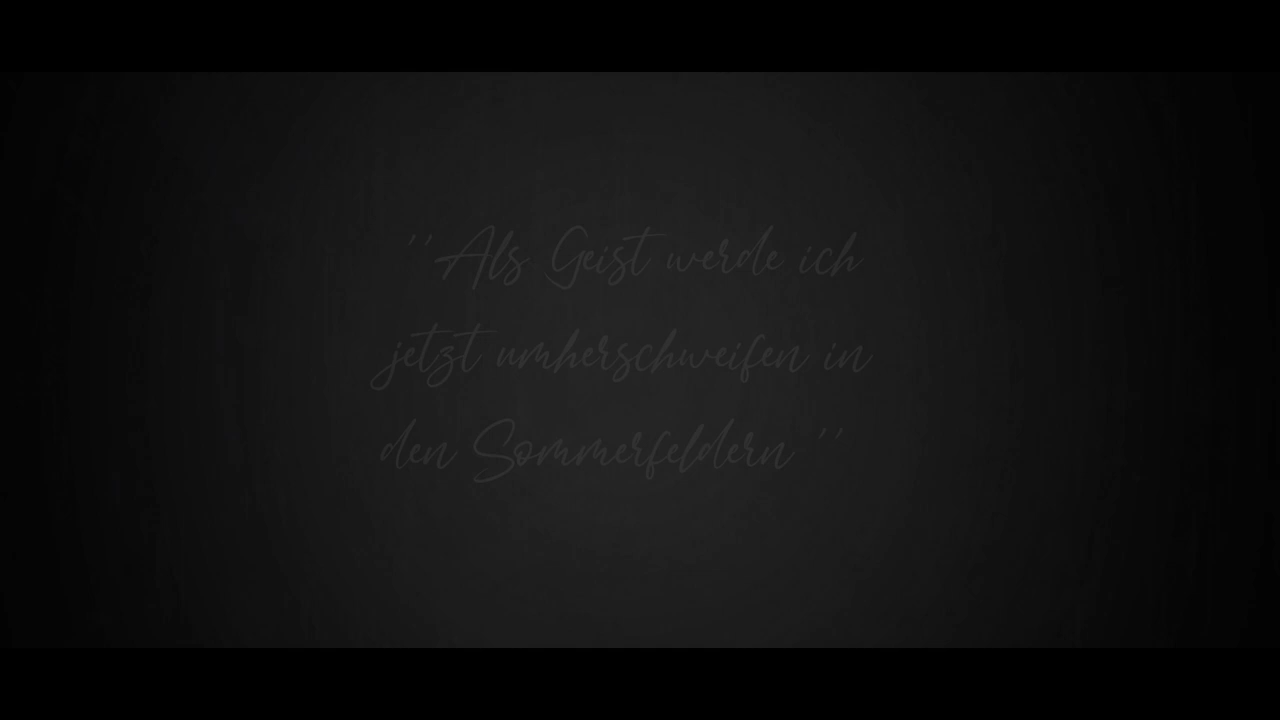 "Als Geist werde ich
jetzt umherschweifen in
den Sommerfeldern"